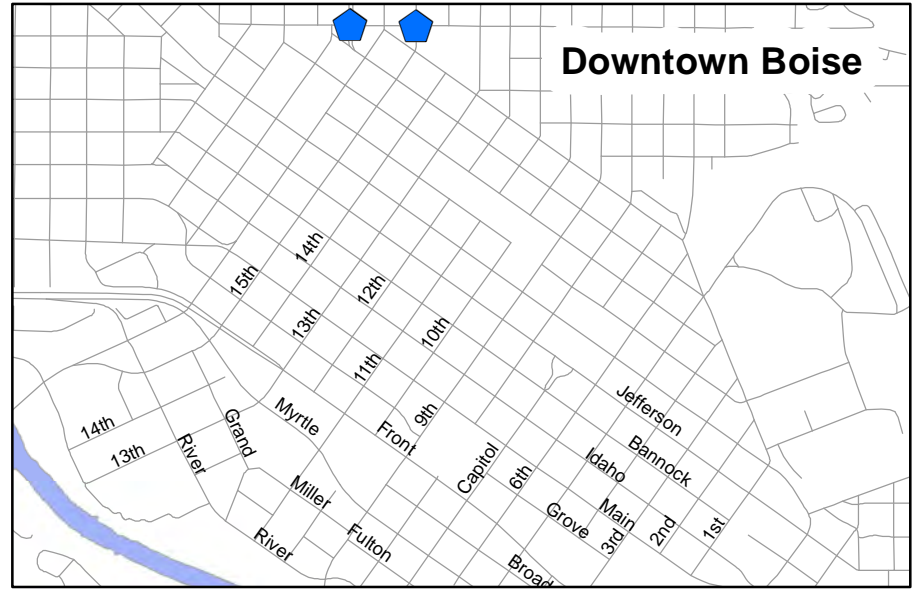 Downtown Boise
14th
15th
12th
13th
10th
11th
Jefferson
9th
Myrtle
Grand
14th
Front
Bannock
13th
River
Idaho
Capitol
6th
Miller
Main
Grove
2nd
1st
3rd
River
Fulton
Broad